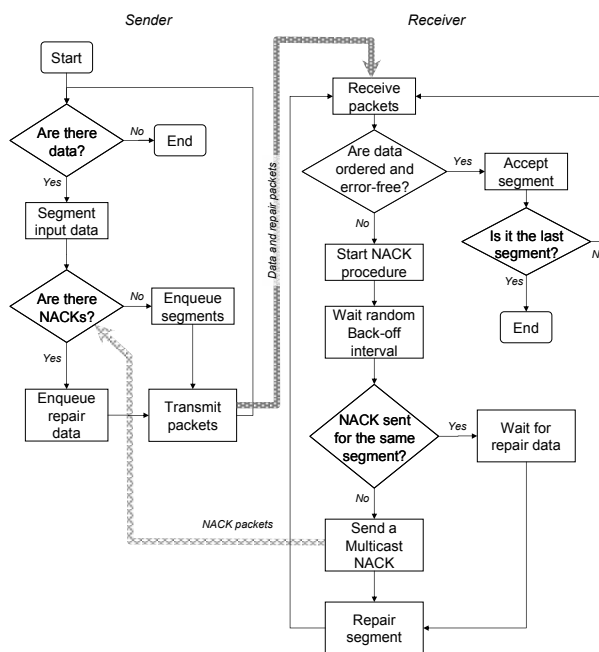 Sender
Receiver
Start
Are there
data?
No
End
Yes
Segment
input data
Are there
NACKs?
No
Enqueue
segments
Yes
Enqueue
repair
data
Transmit
packets
Data and repair packets
NACK packets
Receive
packets
Are data
ordered and
error-free?
Yes
Accept
segment
No
Is it the last
segment?
Yes
End
Start NACK
procedure
Wait random
Back-off
interval
NACK sent
for the same
segment?
Yes
Wait for
repair data
No
Send a
Multicast
NACK
Repair
segment